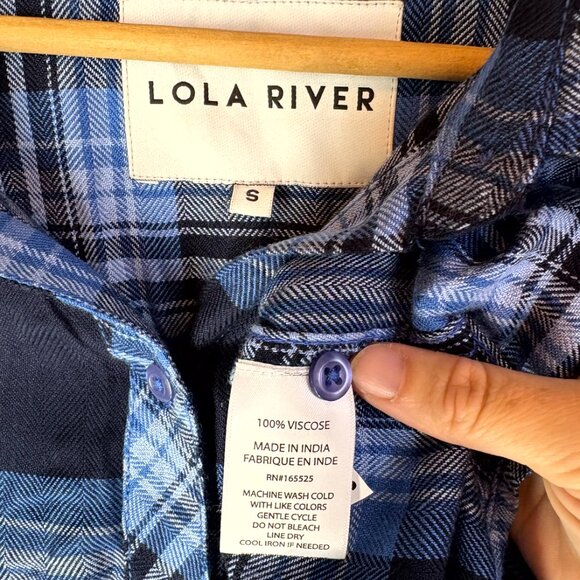 LOLA RIVER
S
100% VISCOSE
MADE IN INDIA
FABRIQUE EN INDE
RN#165525
MACHINE WASH COLD
WITH LIKE COLORS
GENTLE CYCLE
DO NOT BLEACH
LINE DRY
COOL IRON IF NEEDED